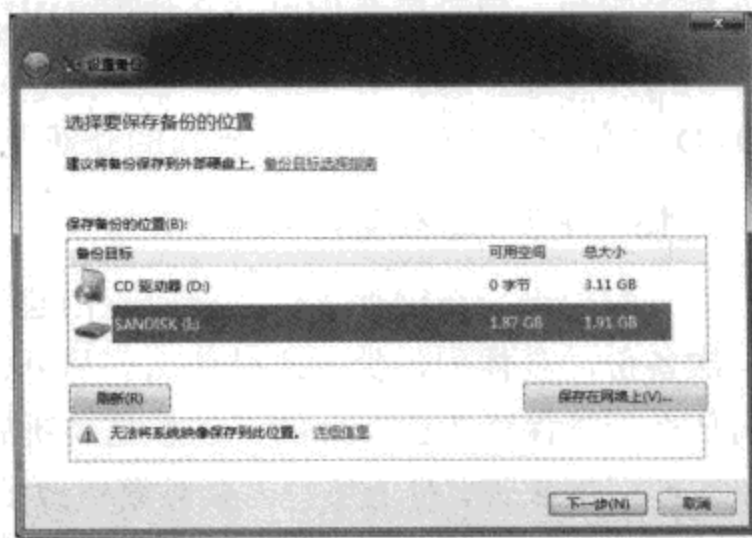 设置备份
选择要保存备份的位置
建议将备份保存到外部硬盘上。 备份目标选择指南
保存备份的位置(B):
备份目标 可用空间 总大小
CD 驱动器 (D:) 0 字节 3.11 GB
SANDISK (I:) 1.87 GB 1.91 GB
刷新(R) 保存在网络上(V)...
无法将系统映像保存到此位置。 详细信息
下一步(N) 取消